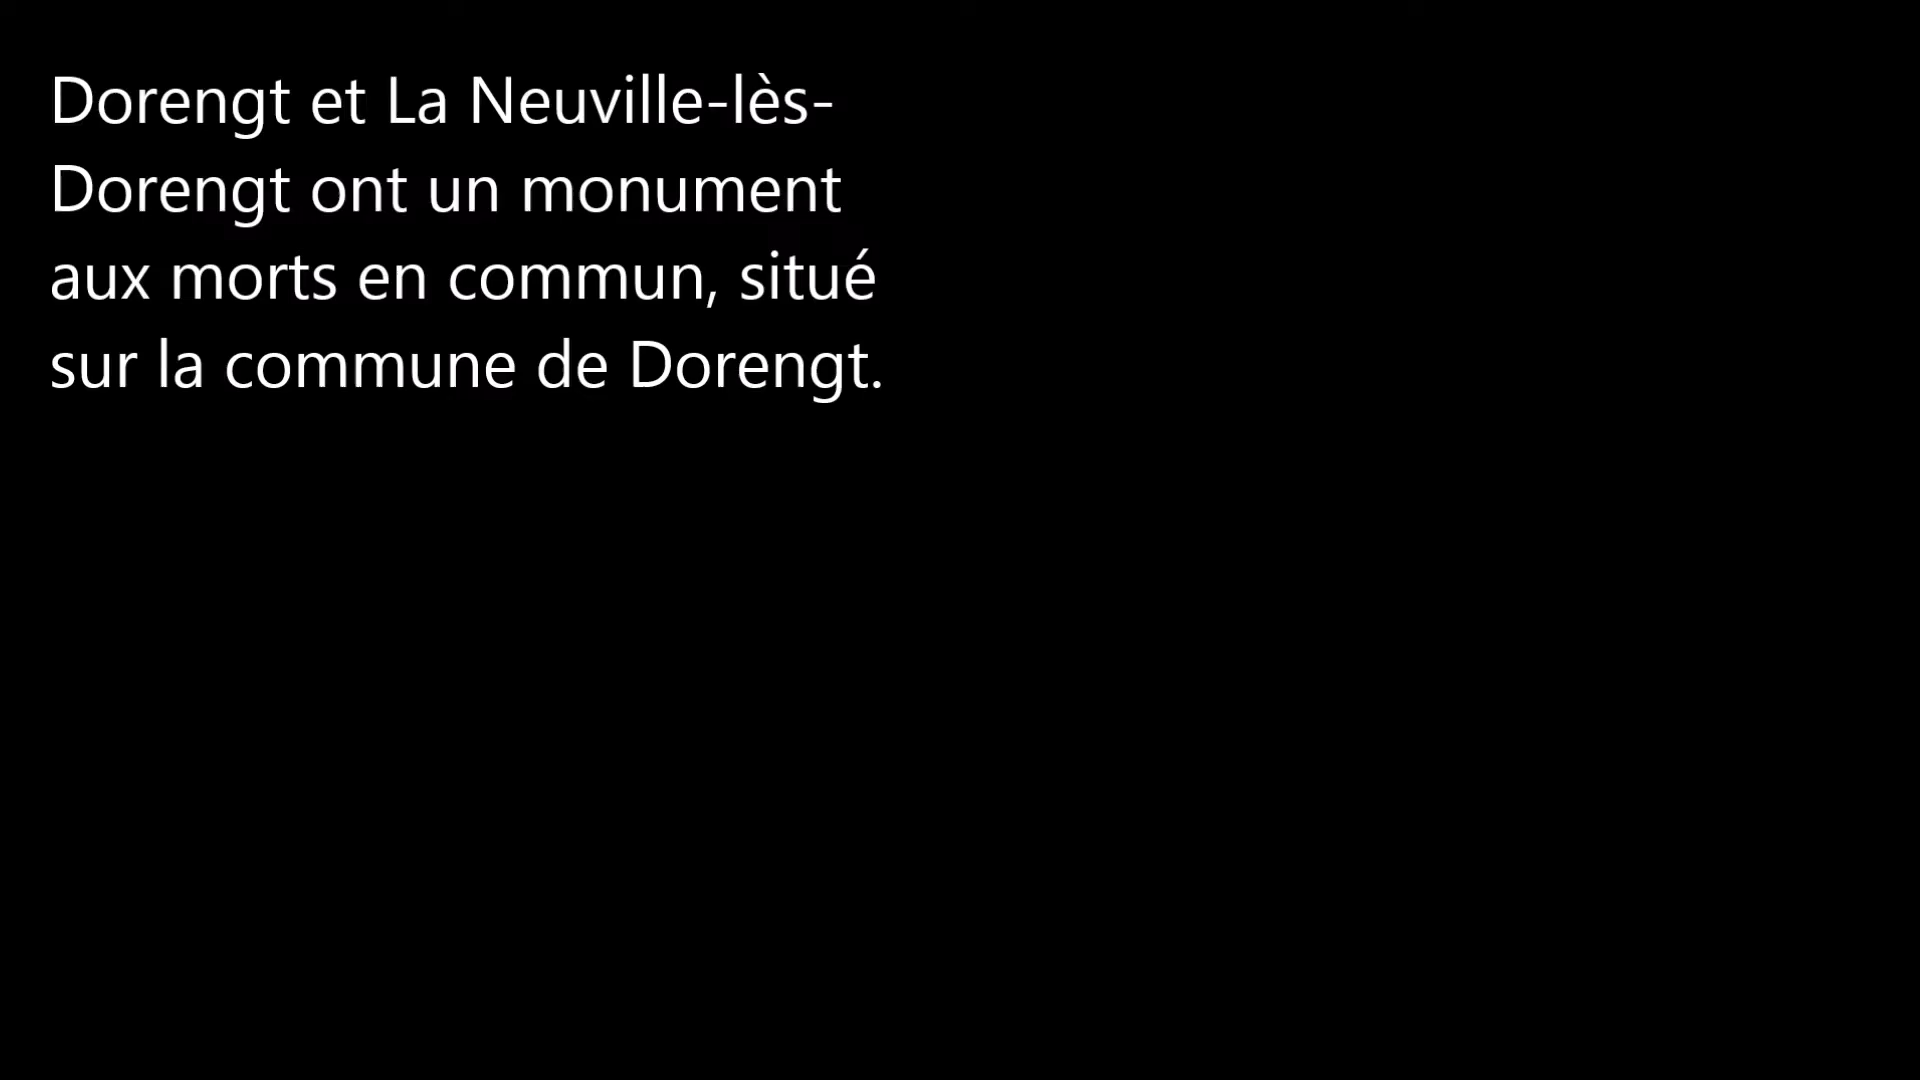 Dorengt et La Neuville-lès-
Dorengt ont un monument
aux morts en commun, situé
sur la commune de Dorengt.